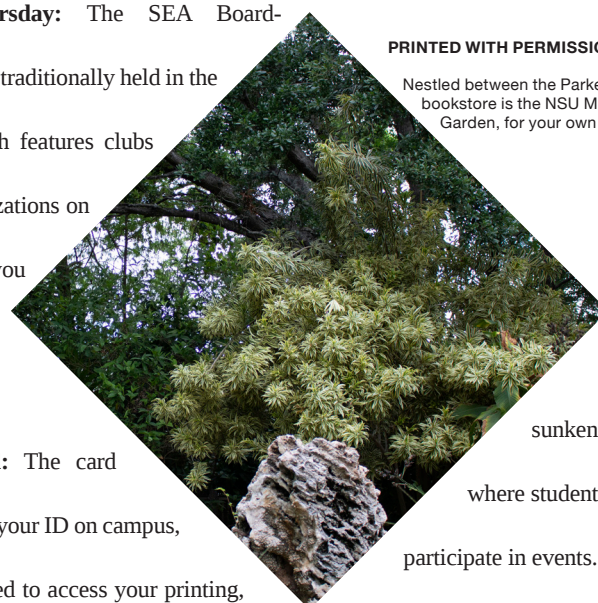 rsday: The SEA Board-
traditionally held in the
h features clubs
zations on
you
: The card
your ID on campus,
ed to access your printing,
PRINTED WITH PERMISSIO
Nestled between the Parke
bookstore is the NSU M
Garden, for your own
sunken
where student
participate in events.